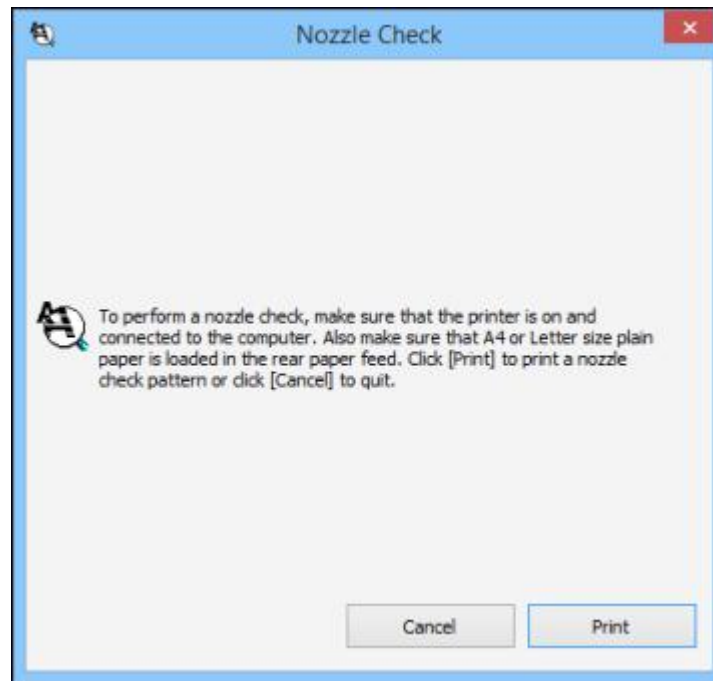 Nozzle Check
To perform a nozzle check, make sure that the printer is on and
connected to the computer. Also make sure that A4 or Letter size plain
paper is loaded in the rear paper feed. Click [Print] to print a nozzle
check pattern or click [Cancel] to quit.
Cancel
Print